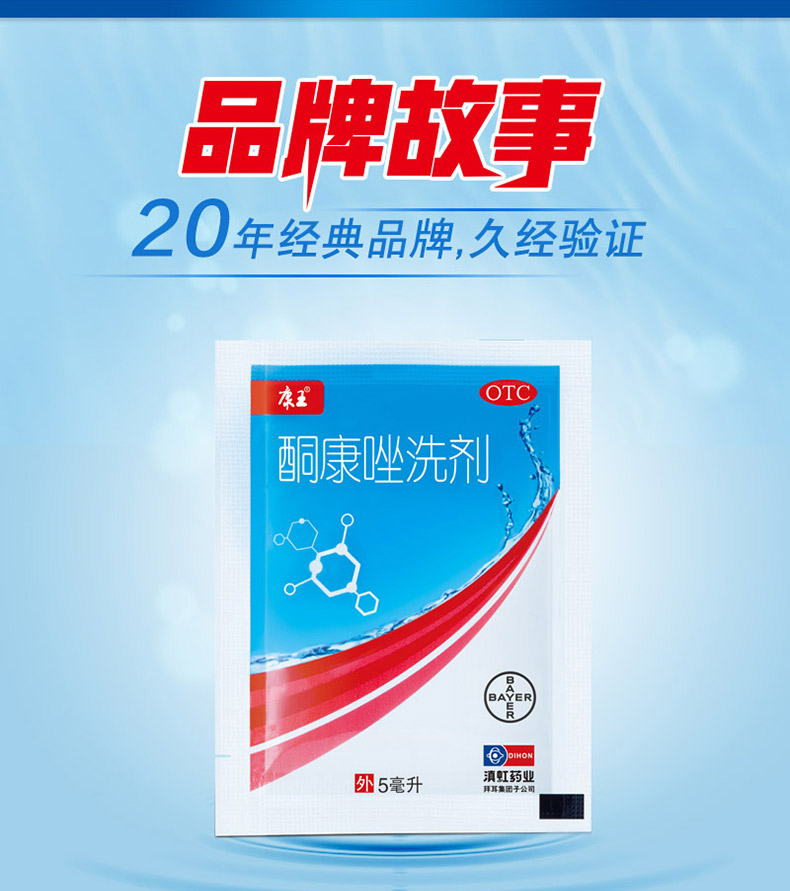 品牌故事
20年经典品牌,久经验证
康王®
OTC
酮康唑洗剂
BAYER
BAYER
DIHON
滇虹药业
拜耳集团子公司
外 5毫升